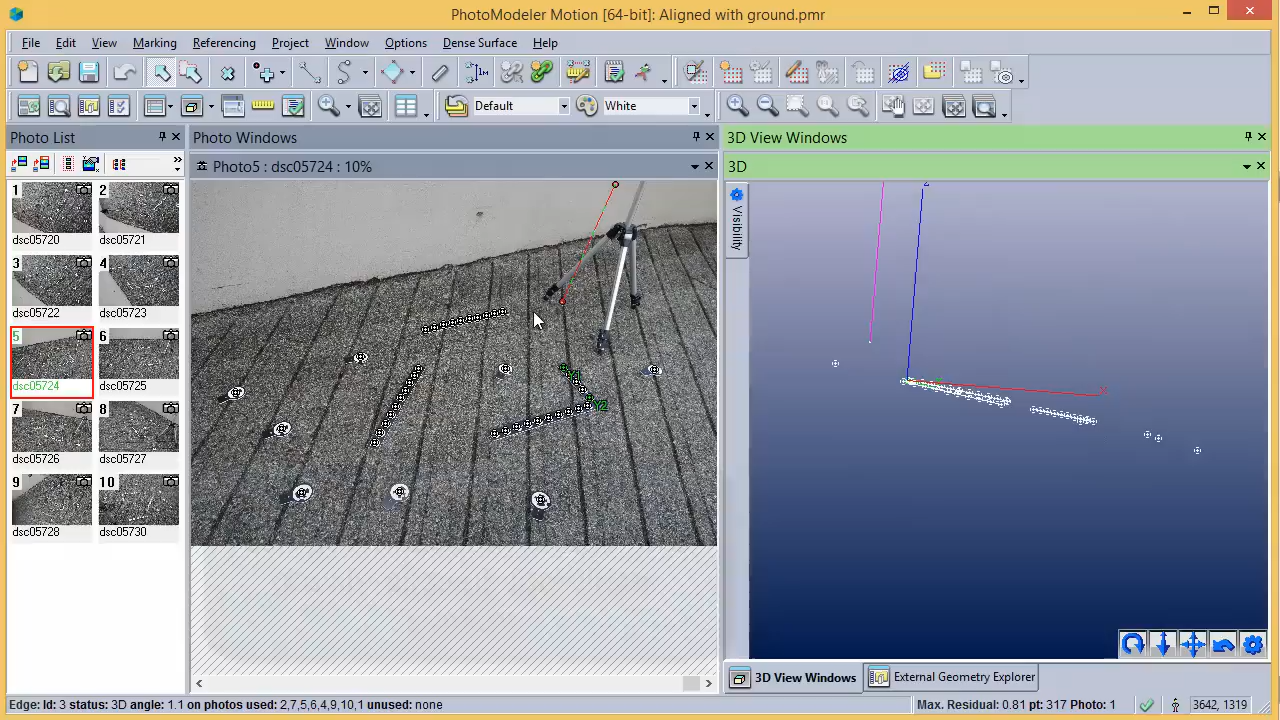 PhotoModeler Motion [64-bit]: Aligned with ground.pmr
File Edit View Marking Referencing Project Window Options Dense Surface Help
Default White
Photo List
Photo Windows
3D View Windows
Photo5 : dsc05724 : 10%
3D
Visibility
1 2
dsc05720 dsc05721
3 4
dsc05722 dsc05723
5 6
dsc05724 dsc05725
7 8
dsc05726 dsc05727
9 10
dsc05728 dsc05730
Y2
Z
X
3D View Windows External Geometry Explorer
Edge: Id: 3 status: 3D angle: 1.1 on photos used: 2,7,5,6,4,9,10,1 unused: none
Max. Residual: 0.81 pt: 317 Photo: 1
3642, 1319